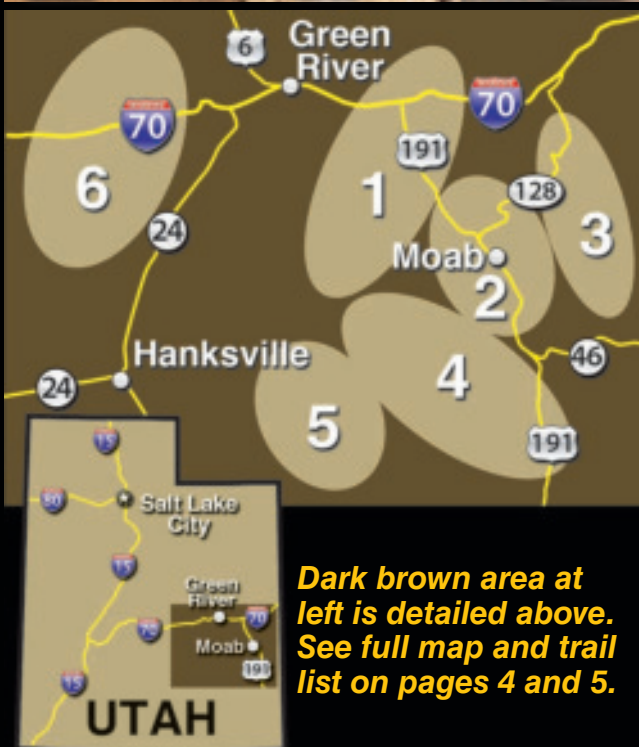 6
Green
River
70
70
6
191
1
128
3
24
Moab
2
Hanksville
46
4
24
5
191
15
80
Salt Lake
City
15
Green
River
70
70
Moab
191
15
UTAH
Dark brown area at
left is detailed above.
See full map and trail
list on pages 4 and 5.